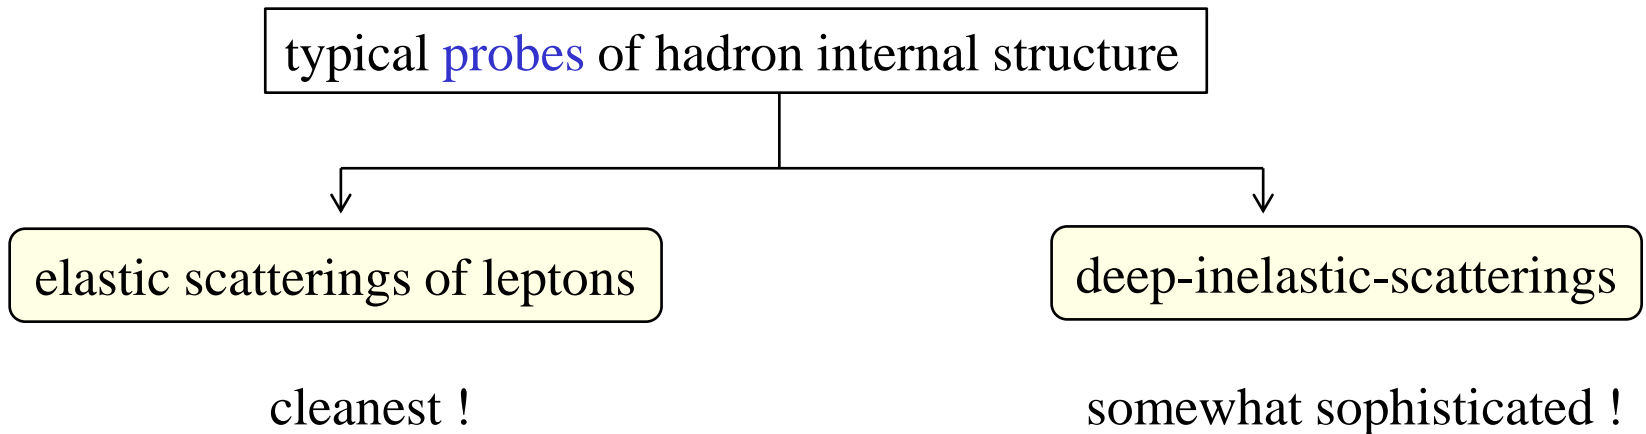 typical probes of hadron internal structure
elastic scatterings of leptons
deep-inelastic-scatterings
cleanest !
somewhat sophisticated !